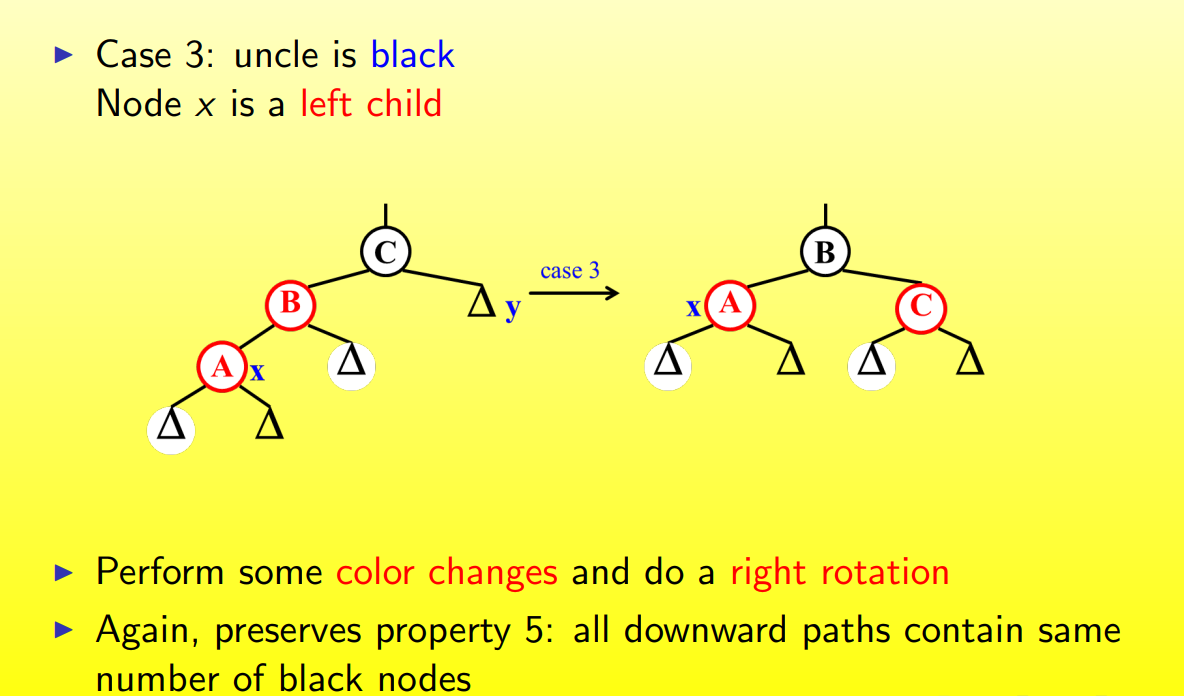 ► Case 3: uncle is black
Node x is a left child
C
B
B
case 3
Δ y
x A
C
A x
Δ
Δ
Δ
Δ
Δ
Δ
Δ
► Perform some color changes and do a right rotation
► Again, preserves property 5: all downward paths contain same
number of black nodes